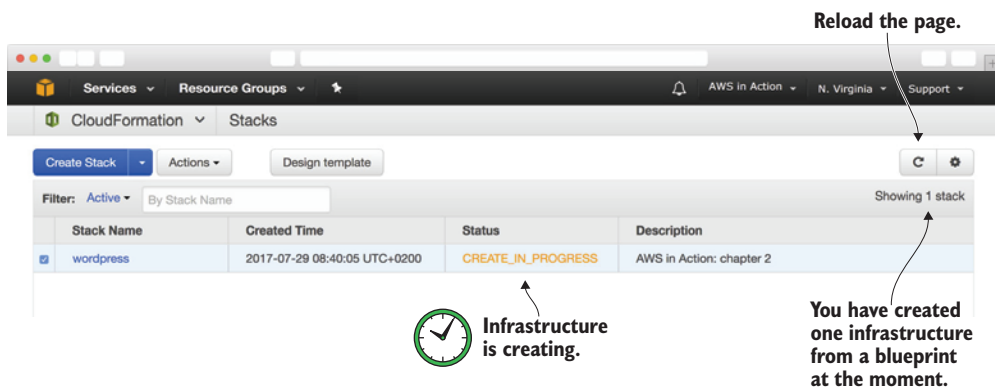 Reload the page.
Services Resource Groups AWS in Action N. Virginia Support
CloudFormation Stacks
Create Stack Actions Design template
Filter: Active By Stack Name Showing 1 stack
Stack Name Created Time Status Description
wordpress 2017-07-29 08:40:05 UTC+0200 CREATE_IN_PROGRESS AWS in Action: chapter 2
Infrastructure
is creating.
You have created
one infrastructure
from a blueprint
at the moment.